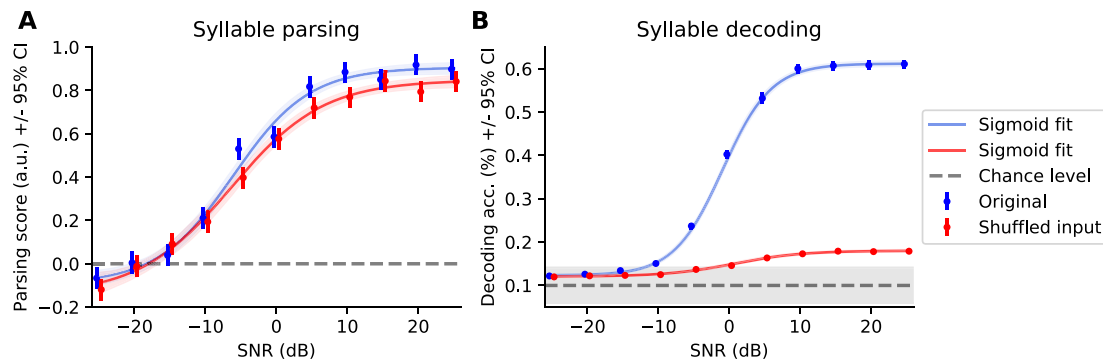 A
Syllable parsing
Parsing score (a.u.) +/- 95% CI
1.0
0.8
0.6
0.4
0.2
0.0
−0.2
−20
−10
0
10
20
SNR (dB)
B
Syllable decoding
Decoding acc. (%) +/- 95% CI
0.6
0.5
0.4
0.3
0.2
0.1
−20
−10
0
10
20
SNR (dB)
Sigmoid fit
Sigmoid fit
Chance level
Original
Shuffled input